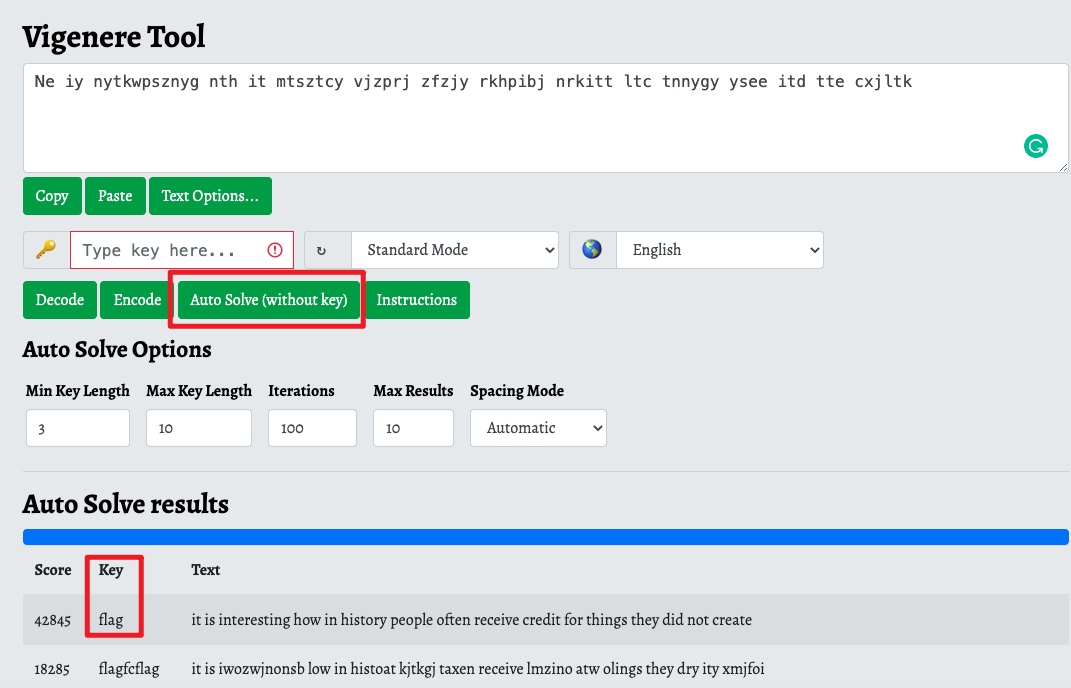 Vigenere Tool
Ne iy nytkwpsznyg nth it mtsztcy vjzprj zfzjy rkhpibj nrkitt ltc tnnygy ysee itd tte cxjltk
Copy Paste Text Options...
Type key here... Standard Mode English
Decode Encode Auto Solve (without key) Instructions
Auto Solve Options
Min Key Length Max Key Length Iterations Max Results Spacing Mode
3 10 100 10 Automatic
Auto Solve results
Score Key Text
42845 flag it is interesting how in history people often receive credit for things they did not create
18285 flagfcflag it is iwozwjnonsb low in histoat kjtkgj taxen receive lmzino atw olings they dry ity xmjfoi